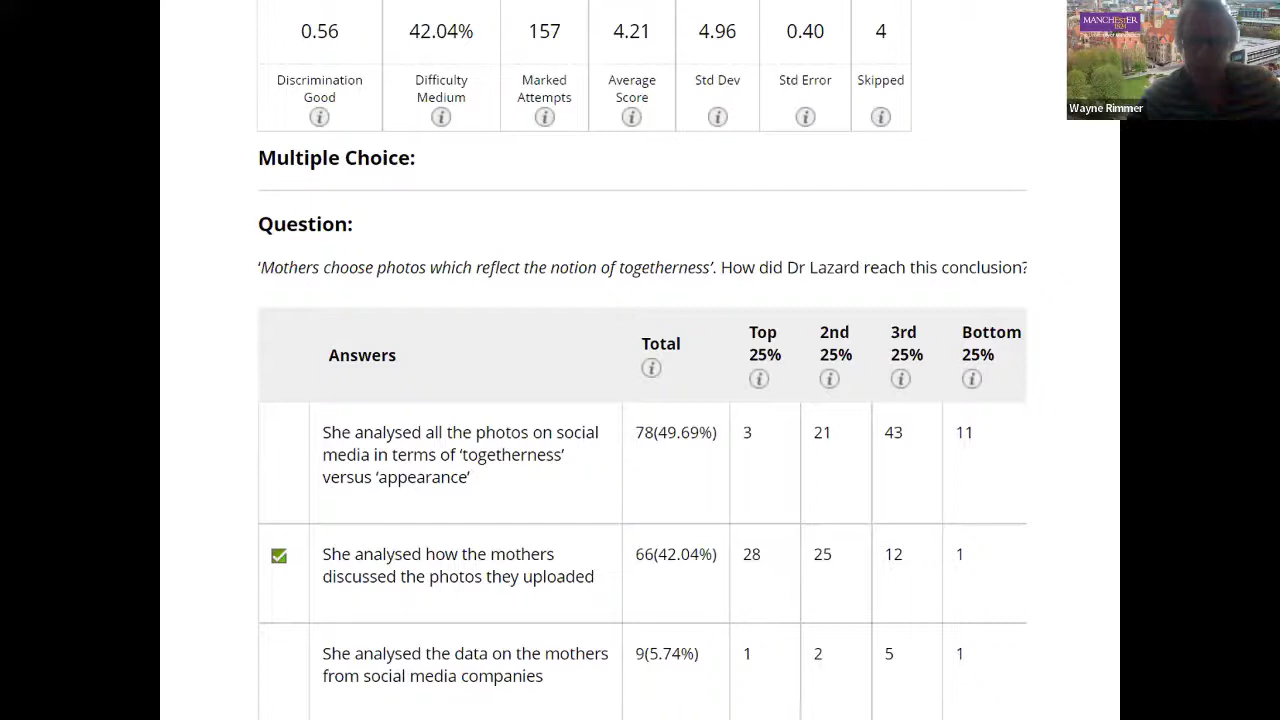 0.56 42.04% 157 4.21 4.96 0.40 4
Discrimination Difficulty Marked Average Std Dev Std Error Skipped
Good Medium Attempts Score
MANCHESTER
1824
Wayne Rimmer
Multiple Choice:
Question:
‘Mothers choose photos which reflect the notion of togetherness’. How did Dr Lazard reach this conclusion?
Answers Total Top 2nd 3rd Bottom
25% 25% 25% 25%
She analysed all the photos on social 78(49.69%) 3 21 43 11
media in terms of ‘togetherness’
versus ‘appearance’
She analysed how the mothers 66(42.04%) 28 25 12 1
discussed the photos they uploaded
She analysed the data on the mothers 9(5.74%) 1 2 5 1
from social media companies